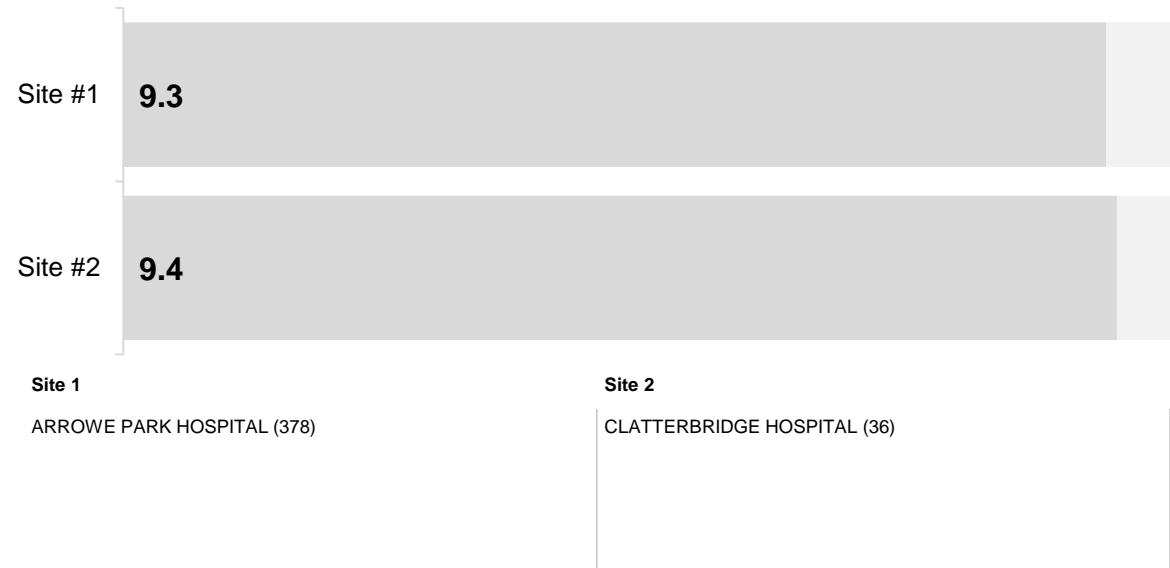 Site #1
9.3
Site #2
9.4
Site 1
Site 2
ARROWE PARK HOSPITAL (378)
CLATTERBRIDGE HOSPITAL (36)